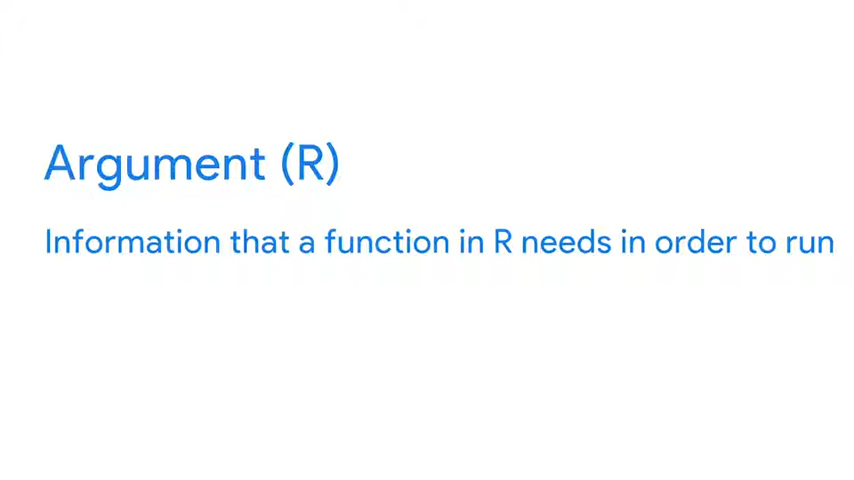 Argument (R)
Information that a function in R needs in order to run